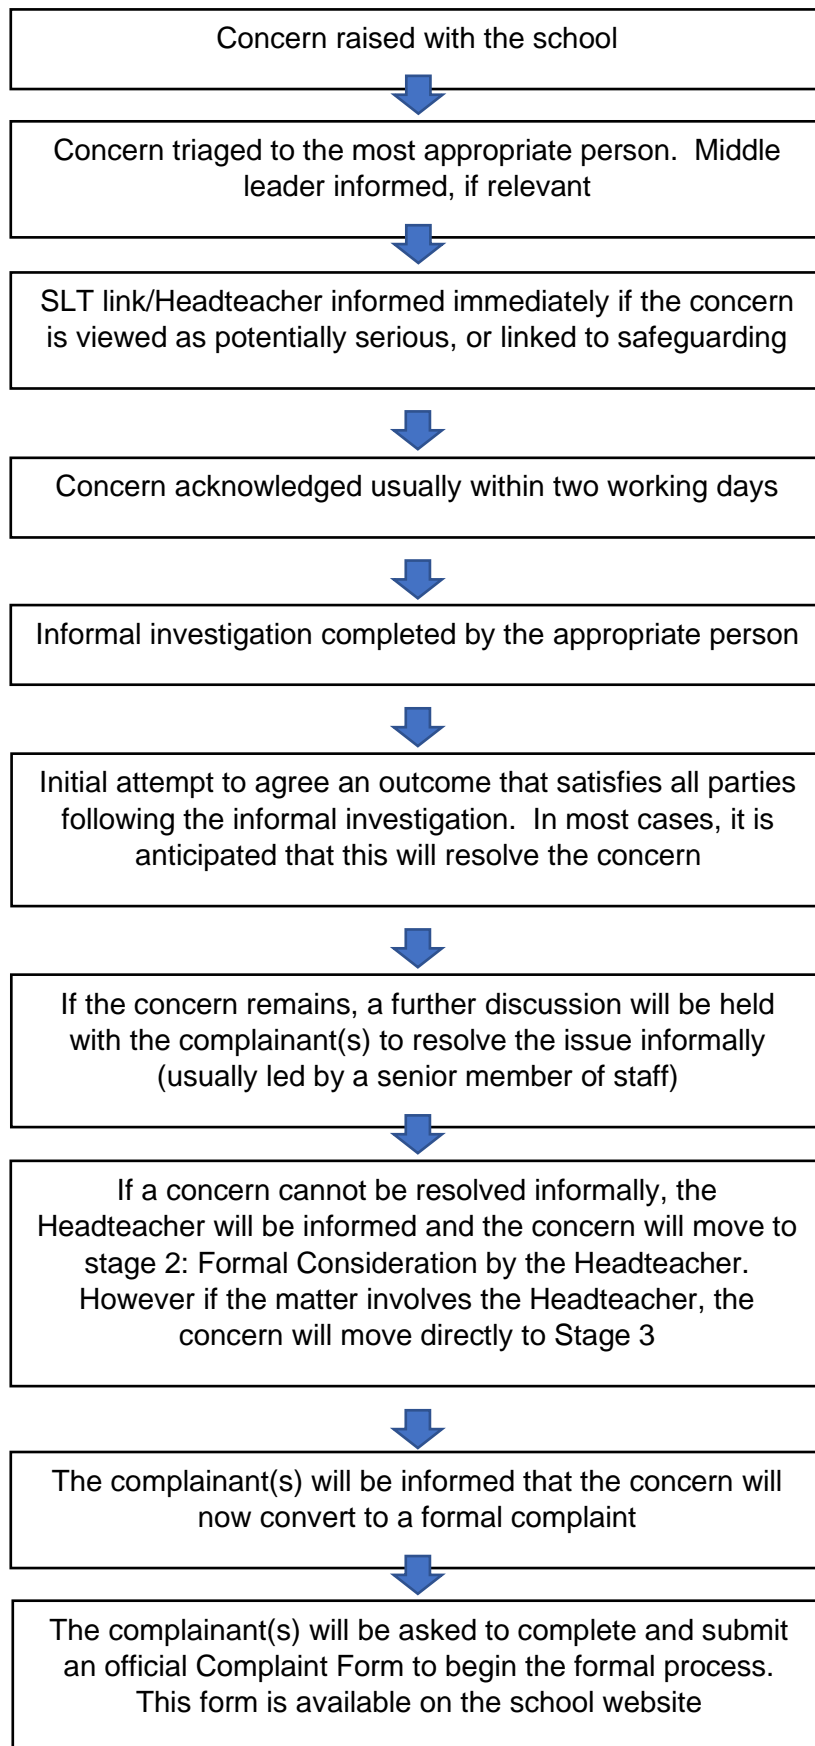 Concern raised with the school
Concern triaged to the most appropriate person.  Middle
leader informed, if relevant
SLT link/Headteacher informed immediately if the concern
is viewed as potentially serious, or linked to safeguarding
Concern acknowledged usually within two working days
Informal investigation completed by the appropriate person
Initial attempt to agree an outcome that satisfies all parties
following the informal investigation.  In most cases, it is
anticipated that this will resolve the concern
If the concern remains, a further discussion will be held
with the complainant(s) to resolve the issue informally
(usually led by a senior member of staff)
If a concern cannot be resolved informally, the
Headteacher will be informed and the concern will move to
stage 2: Formal Consideration by the Headteacher.
However if the matter involves the Headteacher, the
concern will move directly to Stage 3
The complainant(s) will be informed that the concern will
now convert to a formal complaint
The complainant(s) will be asked to complete and submit
an official Complaint Form to begin the formal process.
This form is available on the school website